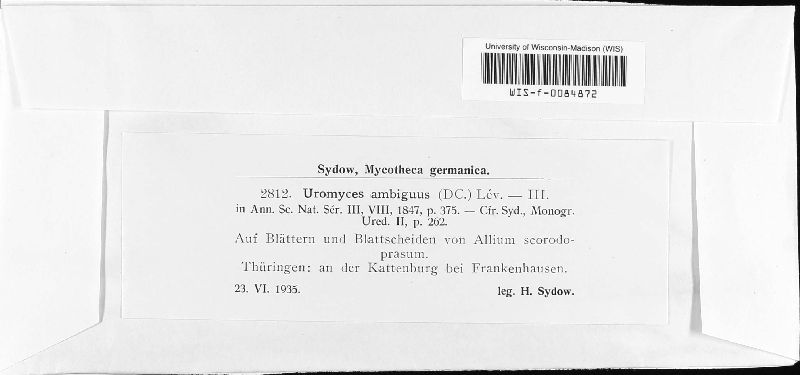 University of Wisconsin-Madison (WIS)
WIS-f-0084872
Sydow, Mycotheca germanica.
2812. Uromyces ambiguus (DC.) Lév. — III.
in Ann. Sc. Nat. Sér. III, VIII, 1847, p. 375. — Cfr. Syd., Monogr.
Ured. II, p. 262.
Auf Blättern und Blattscheiden von Allium scorodo-
prasum.
Thüringen: an der Kattenburg bei Frankenhausen.
23. VI. 1935.
leg. H. Sydow.